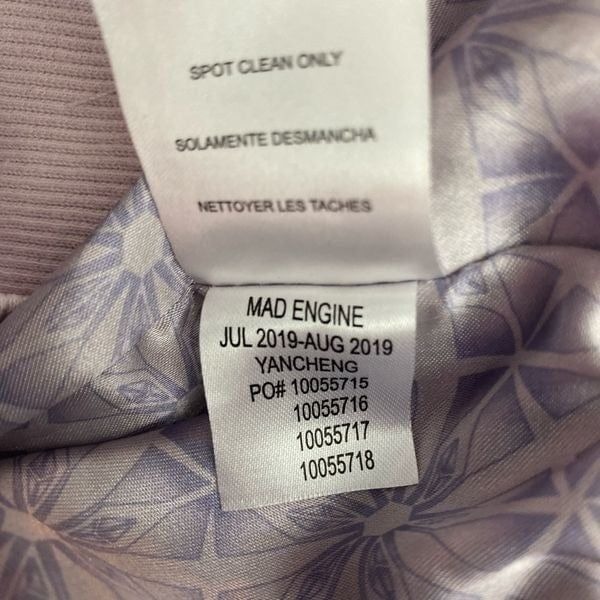 SPOT CLEAN ONLY
SOLAMENTE DESMANCHA
NETTOYER LES TACHES
MAD ENGINE
JUL 2019-AUG 2019
YANCHENG
PO# 10055715
10055716
10055717
10055718